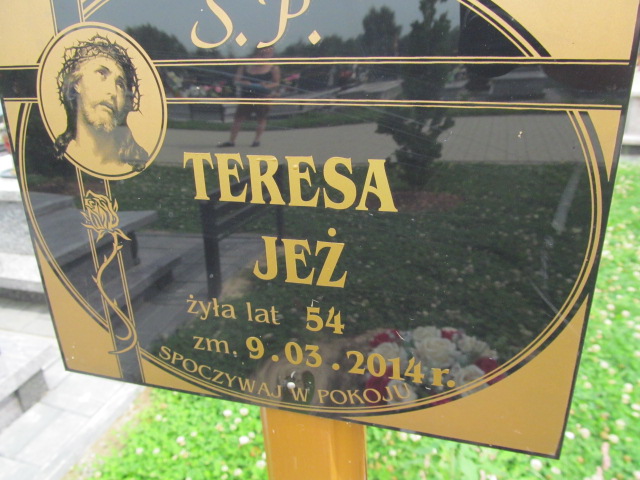 Ś. P.
TERESA
JEŻ
żyła lat 54
zm. 9.03.2014 r.
SPOCZYWAJ W POKOJU